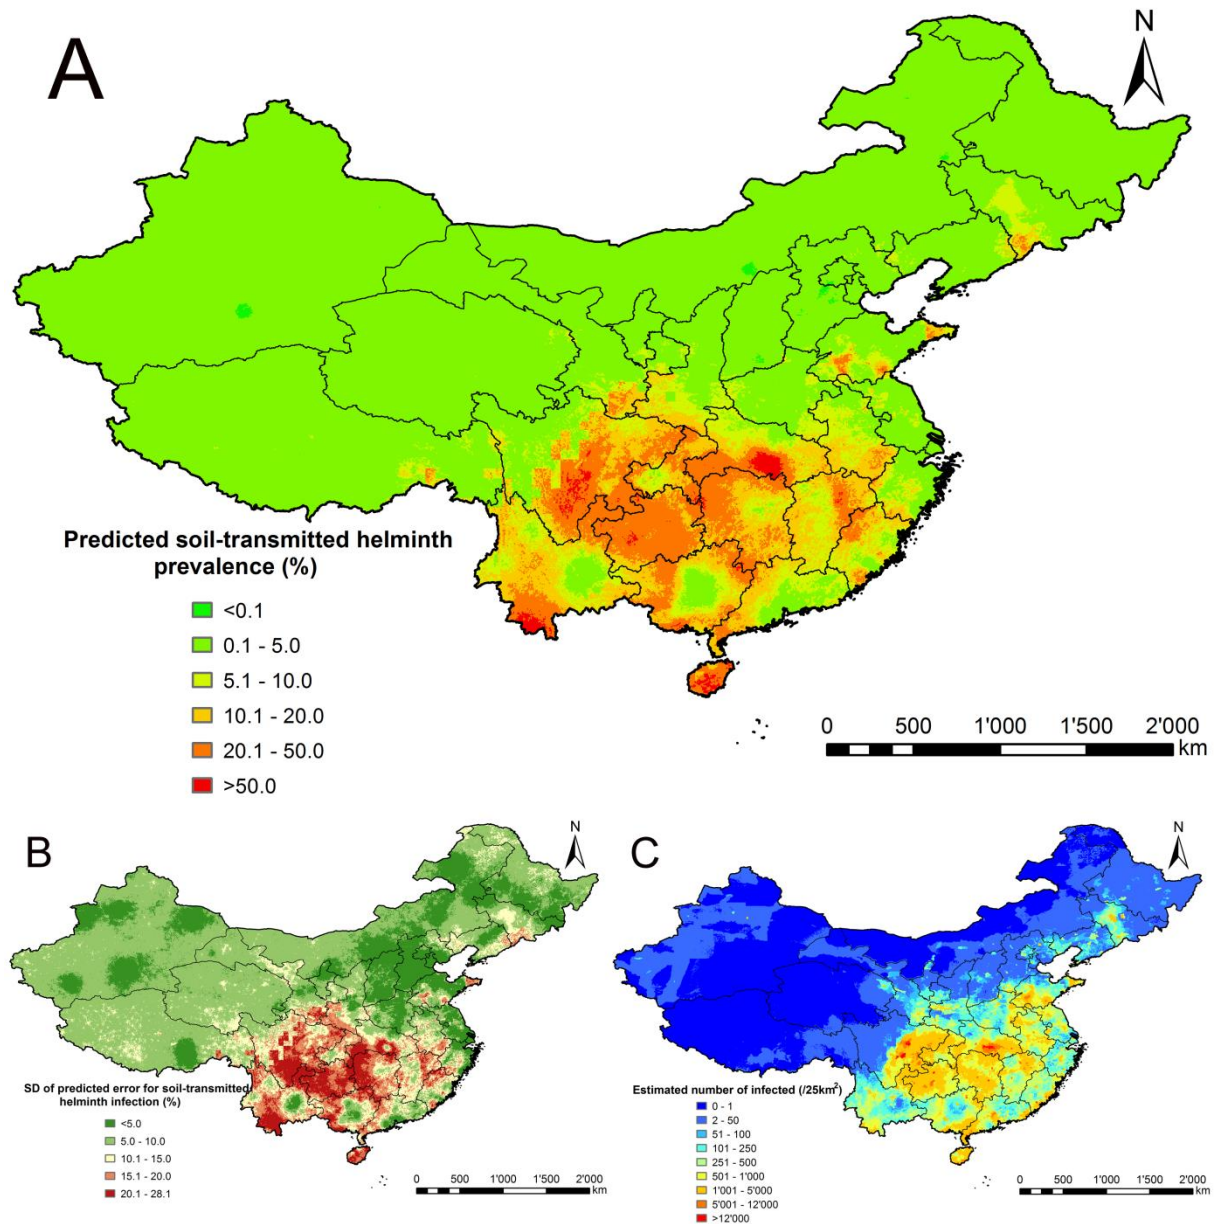 A
N
Predicted soil-transmitted helminth
prevalence (%)
<0.1
0.1 - 5.0
5.1 - 10.0
10.1 - 20.0
20.1 - 50.0
>50.0
0 500 1'000 1'500 2'000
km
B
N
SD of predicted error for soil-transmitted
helminth infection (%)
<5.0
5.0 - 10.0
10.1 - 15.0
15.1 - 20.0
20.1 - 28.1
0 500 1'000 1'500 2'000
km
C
N
Estimated number of infected (/25km²)
0 - 1
2 - 50
51 - 100
101 - 250
251 - 500
501 - 1'000
1'001 - 5'000
5'001 - 12'000
>12'000
0 500 1'000 1'500 2'000
km